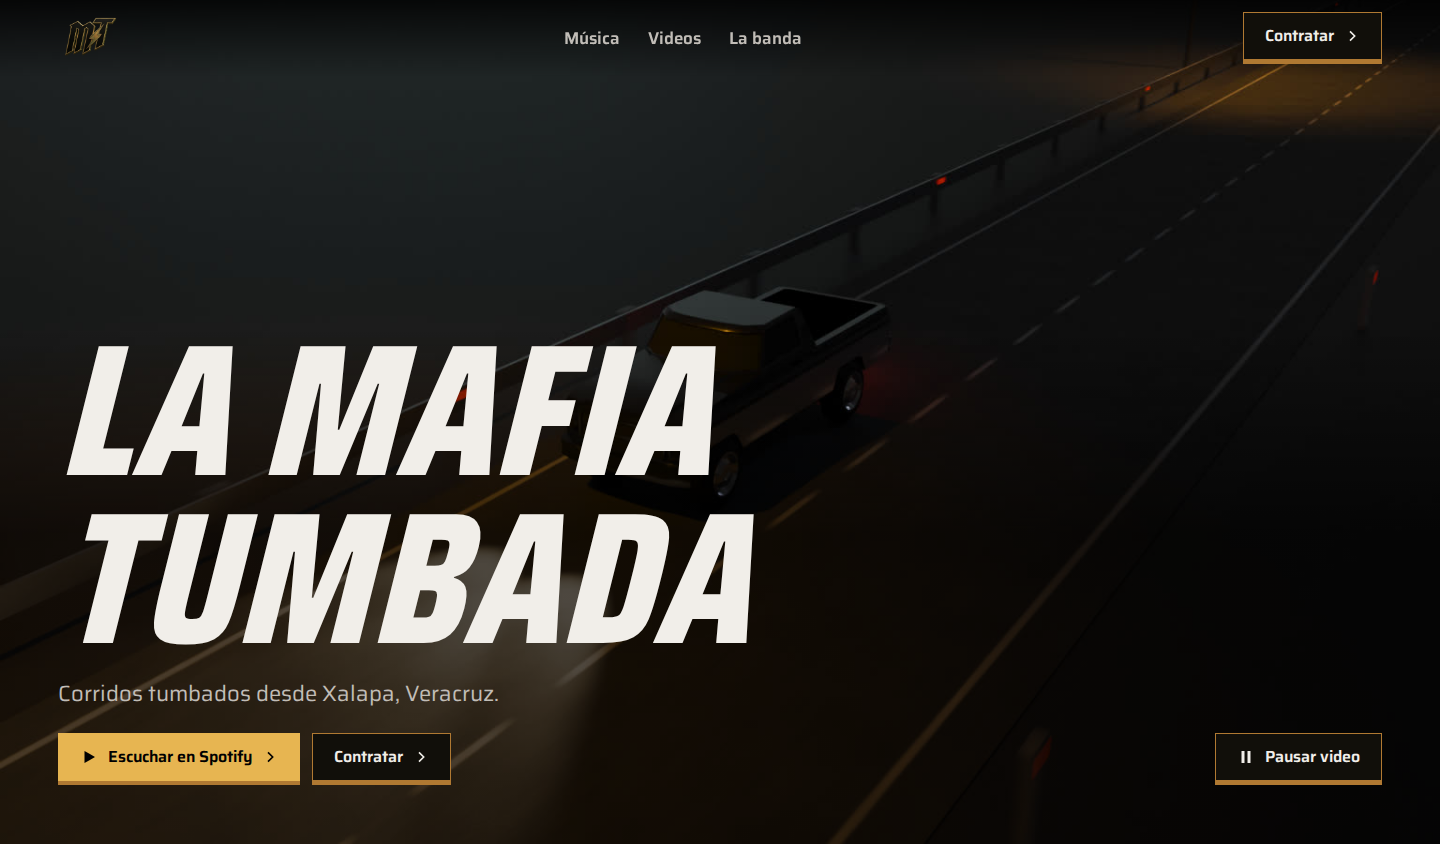 MT
Música Videos La banda
Contratar
LA MAFIA
TUMBADA
Corridos tumbados desde Xalapa, Veracruz.
Escuchar en Spotify
Contratar
Pausar video